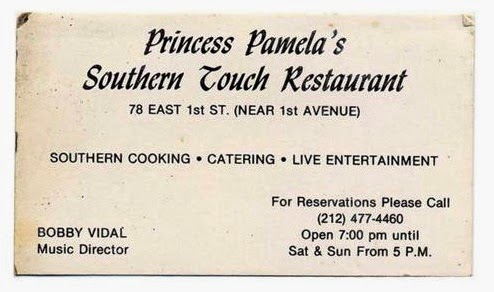 Princess Pamela's
Southern Touch Restaurant
78 EAST 1st ST. (NEAR 1st AVENUE)
SOUTHERN COOKING • CATERING • LIVE ENTERTAINMENT
For Reservations Please Call
(212) 477-4460
BOBBY VIDAL
Open 7:00 pm until
Music Director
Sat & Sun From 5 P.M.